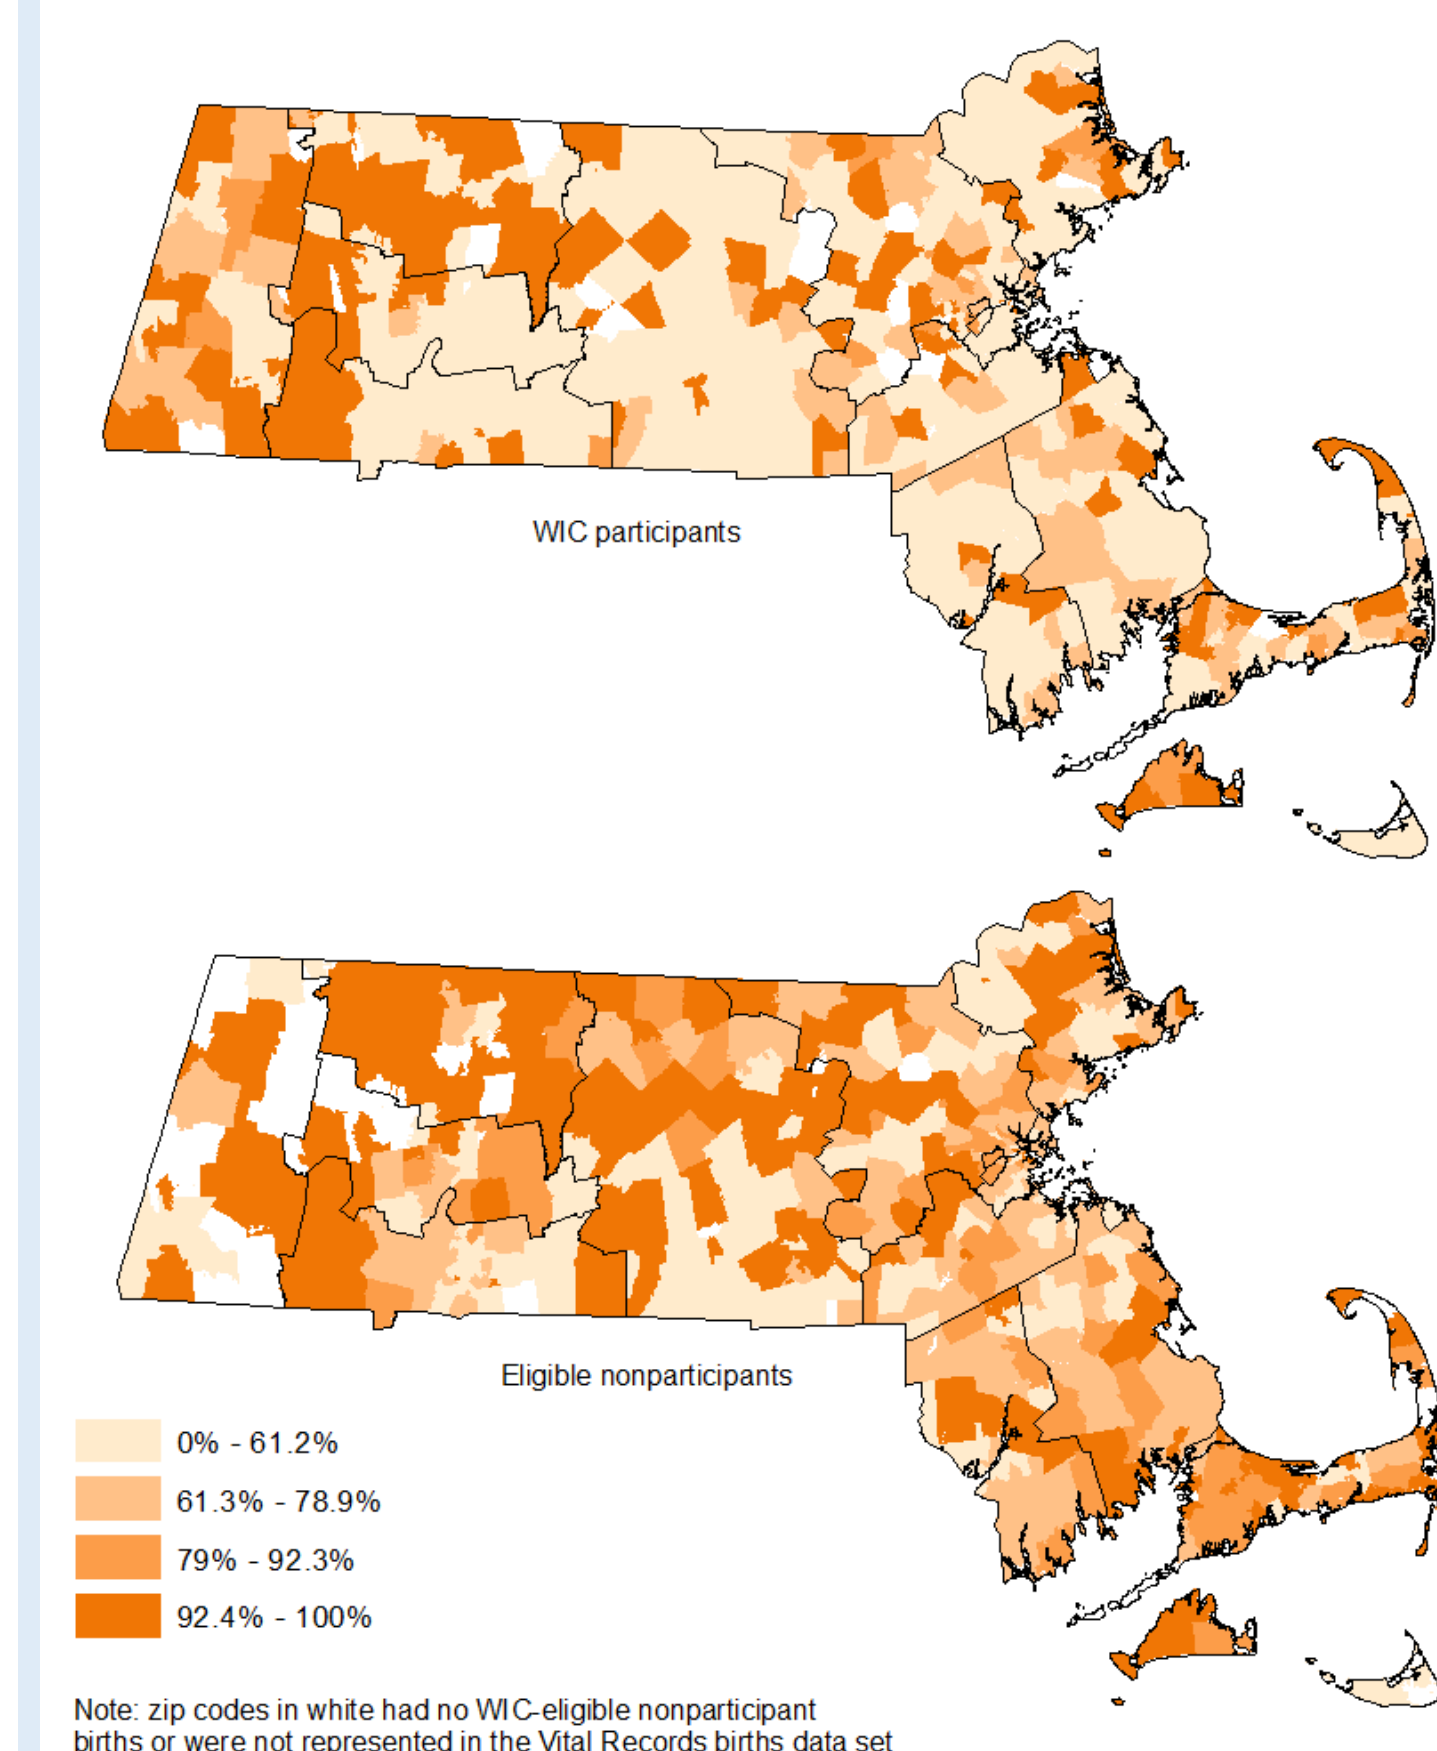 WIC participants
Eligible nonparticipants
0% - 61.2%
61.3% - 78.9%
79% - 92.3%
92.4% - 100%
Note: zip codes in white had no WIC-eligible nonparticipant
births or were not represented in the Vital Records births data set